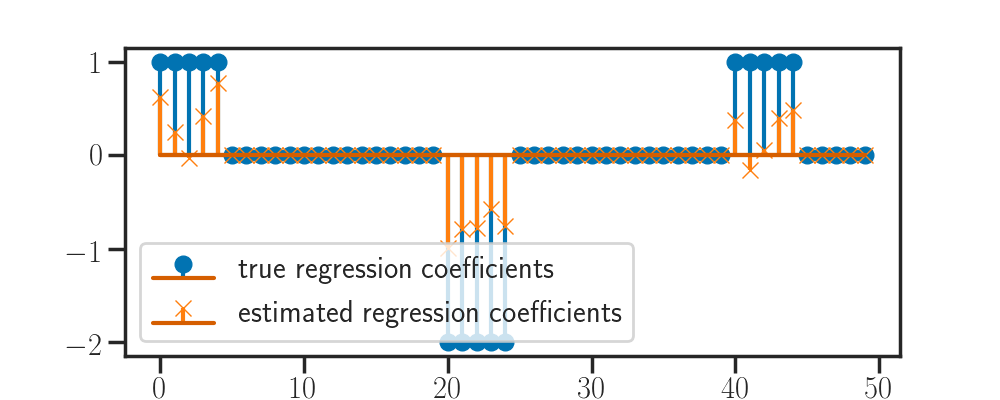 1
0
−1
−2
true regression coefficients
estimated regression coefficients
0 10 20 30 40 50